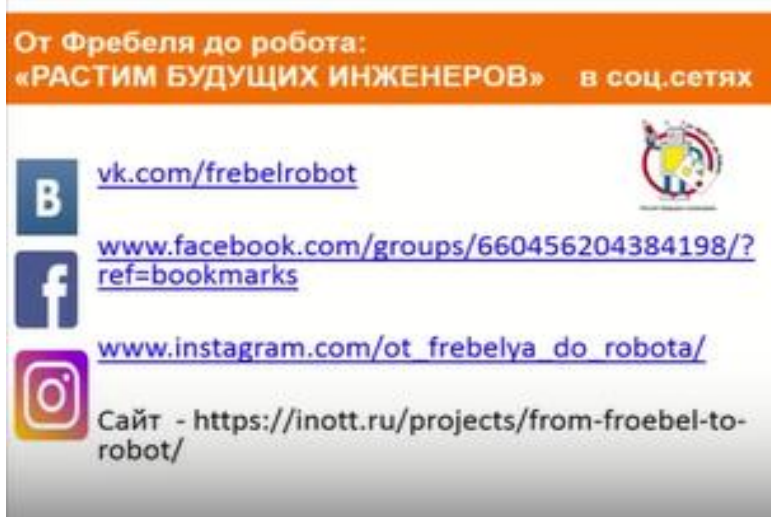 От Фребеля до робота:
«РАСТИМ БУДУЩИХ ИНЖЕНЕРОВ» в соц.сетях
vk.com/frebelrobot
www.facebook.com/groups/660456204384198/?
ref=bookmarks
www.instagram.com/ot_frebelya_do_robota/
Сайт - https://inott.ru/projects/from-froebel-to-
robot/